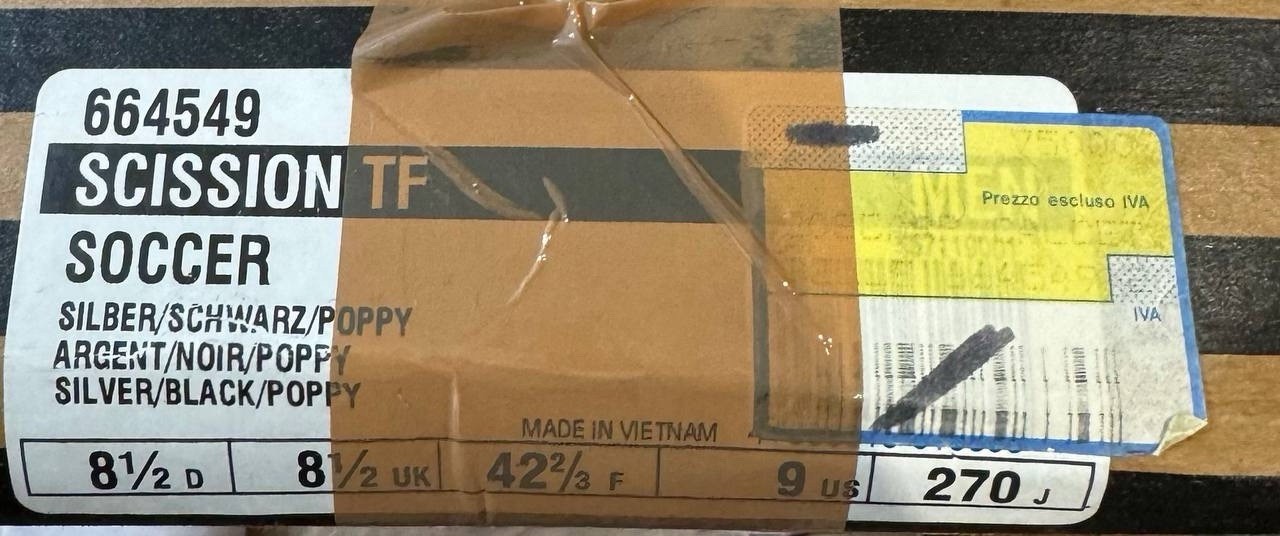 664549
SCISSION TF
SOCCER
SILBER/SCHWARZ/POPPY
ARGENT/NOIR/POPPY
SILVER/BLACK/POPPY
MADE IN VIETNAM
8½ D 8½ UK 42⅔ F 9 US 270 J
Prezzo escluso IVA
IVA